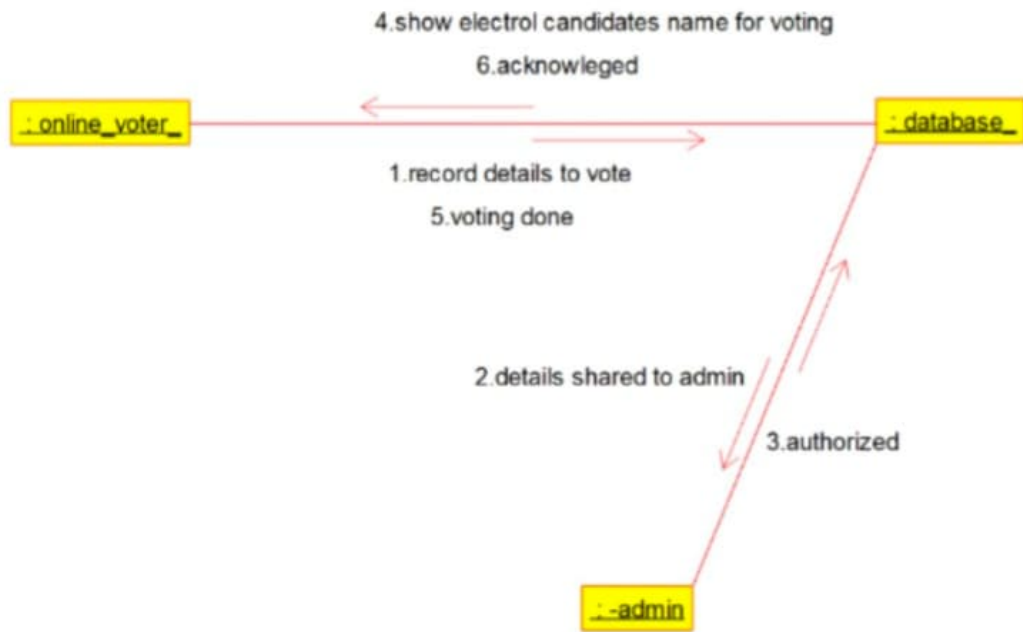 4.show electrol candidates name for voting
6.acknowleged
: online_voter_
: database_
1.record details to vote
5.voting done
2.details shared to admin
3.authorized
: -admin